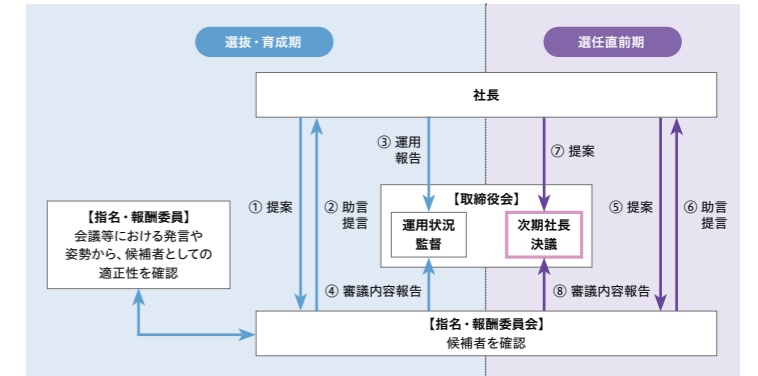 選抜・育成期
選任直前期
社長
① 提案
② 助言
提言
③ 運用
報告
⑦ 提案
⑤ 提案
⑥ 助言
提言
【取締役会】
運用状況
監督
次期社長
決議
【指名・報酬委員】
会議等における発言や
姿勢から、候補者としての
適正性を確認
④ 審議内容報告
⑧ 審議内容報告
【指名・報酬委員会】
候補者を確認